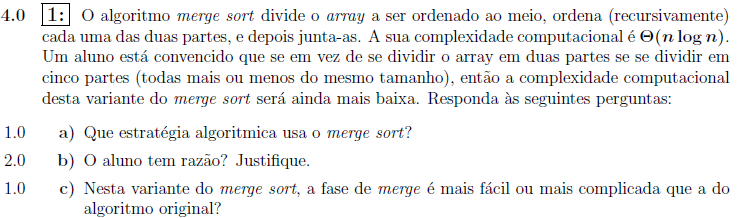 4.0 1: O algoritmo merge sort divide o array a ser ordenado ao meio, ordena (recursivamente)
cada uma das duas partes, e depois junta-as. A sua complexidade computacional é Θ(n log n).
Um aluno está convencido que se em vez de se dividir o array em duas partes se se dividir em
cinco partes (todas mais ou menos do mesmo tamanho), então a complexidade computacional
desta variante do merge sort será ainda mais baixa. Responda às seguintes perguntas:
1.0 a) Que estratégia algoritmica usa o merge sort?
2.0 b) O aluno tem razão? Justifique.
1.0 c) Nesta variante do merge sort, a fase de merge é mais fácil ou mais complicada que a do
algoritmo original?